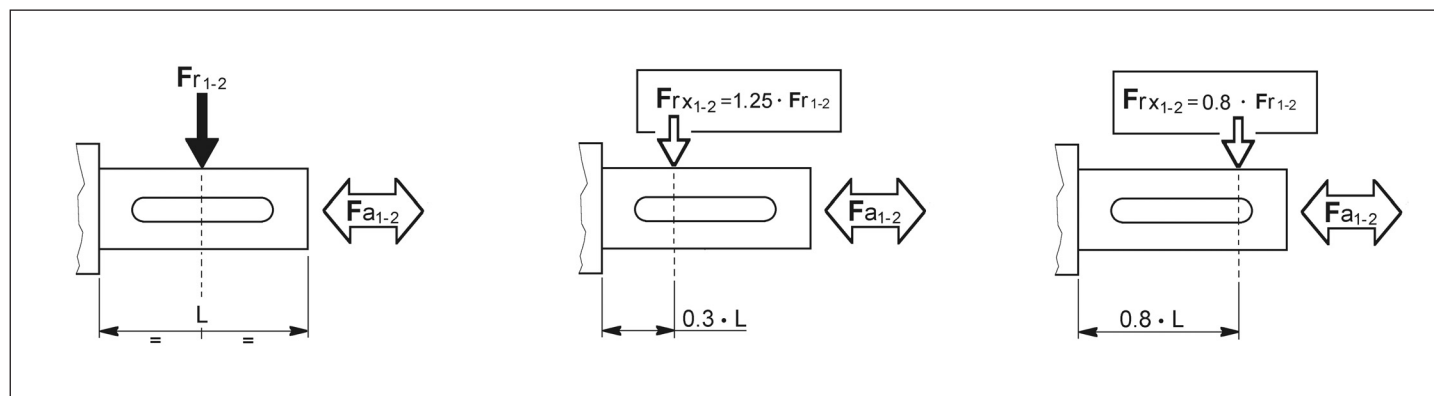 Fr1-2
Fa1-2
L
= =
Frx1-2=1.25 · Fr1-2
Fa1-2
0.3 · L
Frx1-2=0.8 · Fr1-2
Fa1-2
0.8 · L